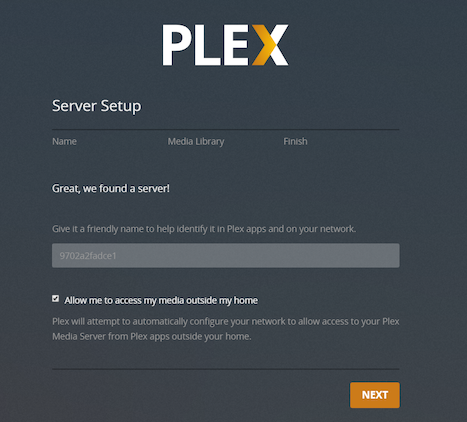 PLEX
Server Setup
Name Media Library Finish
Great, we found a server!
Give it a friendly name to help identify it in Plex apps and on your network.
9702a2fadce1
Allow me to access my media outside my home
Plex will attempt to automatically configure your network to allow access to your Plex
Media Server from Plex apps outside your home.
NEXT